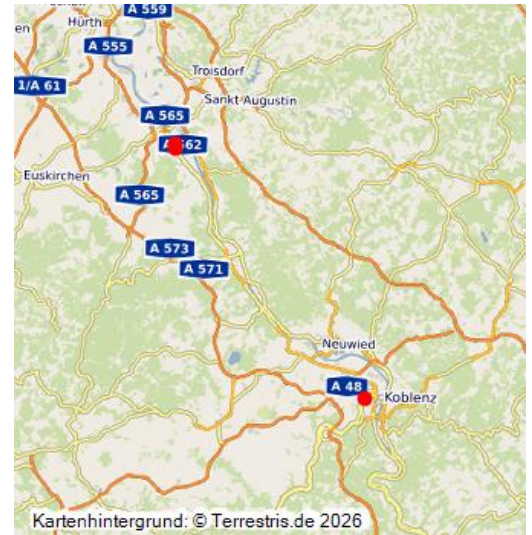 A 559
Hürth
A 555
Troisdorf
1/A 61
Sankt Augustin
A 565
562
Euskirchen
A 565
A 573
A 571
Neuwied
A 48
Koblenz
Kartenhintergrund: © Terrestris.de 2026